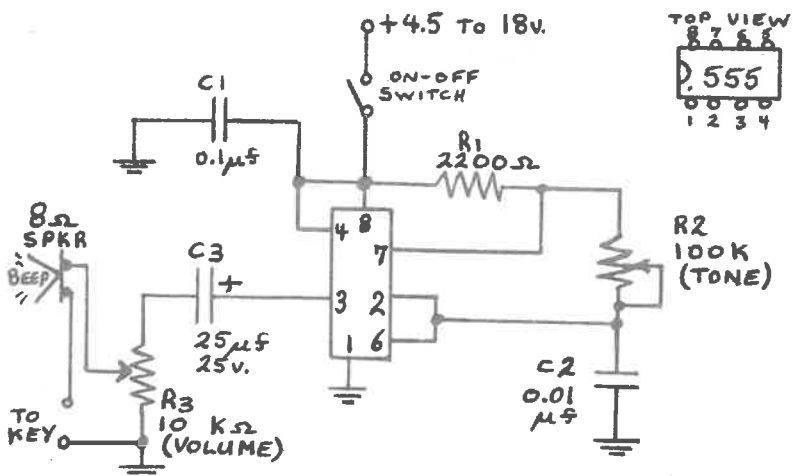 +4.5 TO 18V.
ON-OFF
SWITCH
TOP VIEW
8 7 6 5
.555
1 2 3 4
C1
0.1µf
R1
2200Ω
4
8
7
3
2
1
6
R2
100K
(TONE)
8Ω
SPKR
BEEP
C3
+
25µf
25V.
C2
0.01
µf
R3
10 KΩ
(VOLUME)
TO
KEY